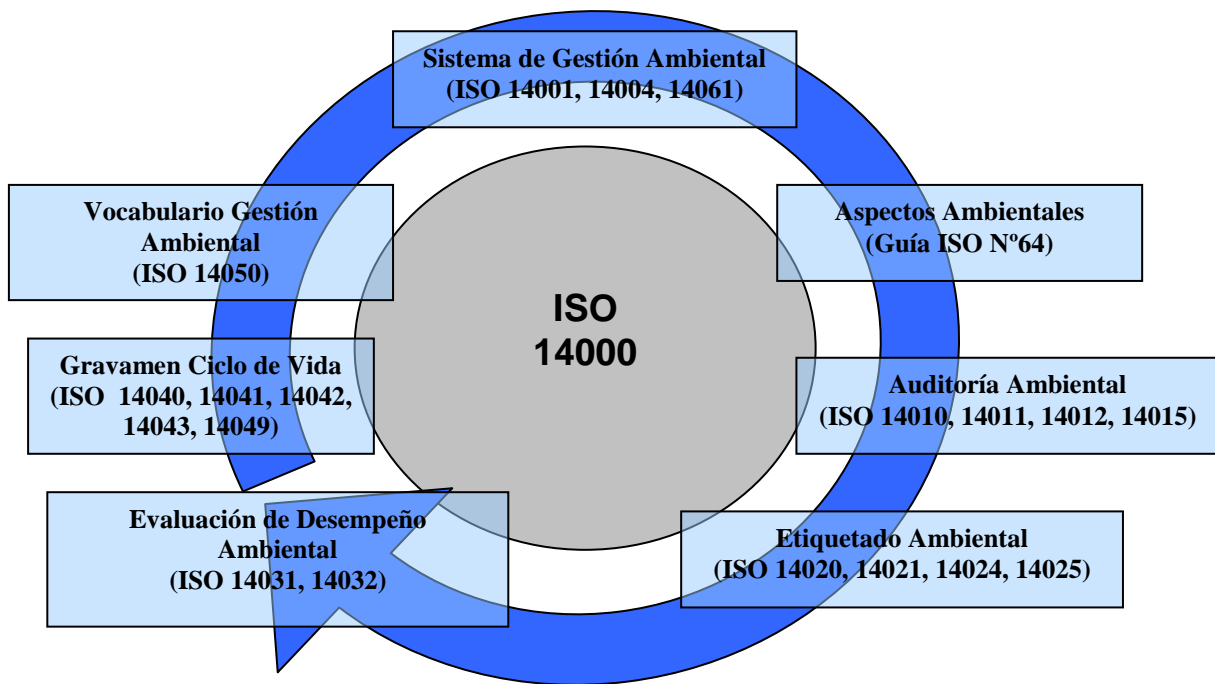 Sistema de Gestión Ambiental
(ISO 14001, 14004, 14061)
Vocabulario Gestión
Ambiental
(ISO 14050)
Aspectos Ambientales
(Guía ISO Nº64)
ISO
14000
Gravamen Ciclo de Vida
(ISO 14040, 14041, 14042,
14043, 14049)
Auditoría Ambiental
(ISO 14010, 14011, 14012, 14015)
Evaluación de Desempeño
Ambiental
(ISO 14031, 14032)
Etiquetado Ambiental
(ISO 14020, 14021, 14024, 14025)